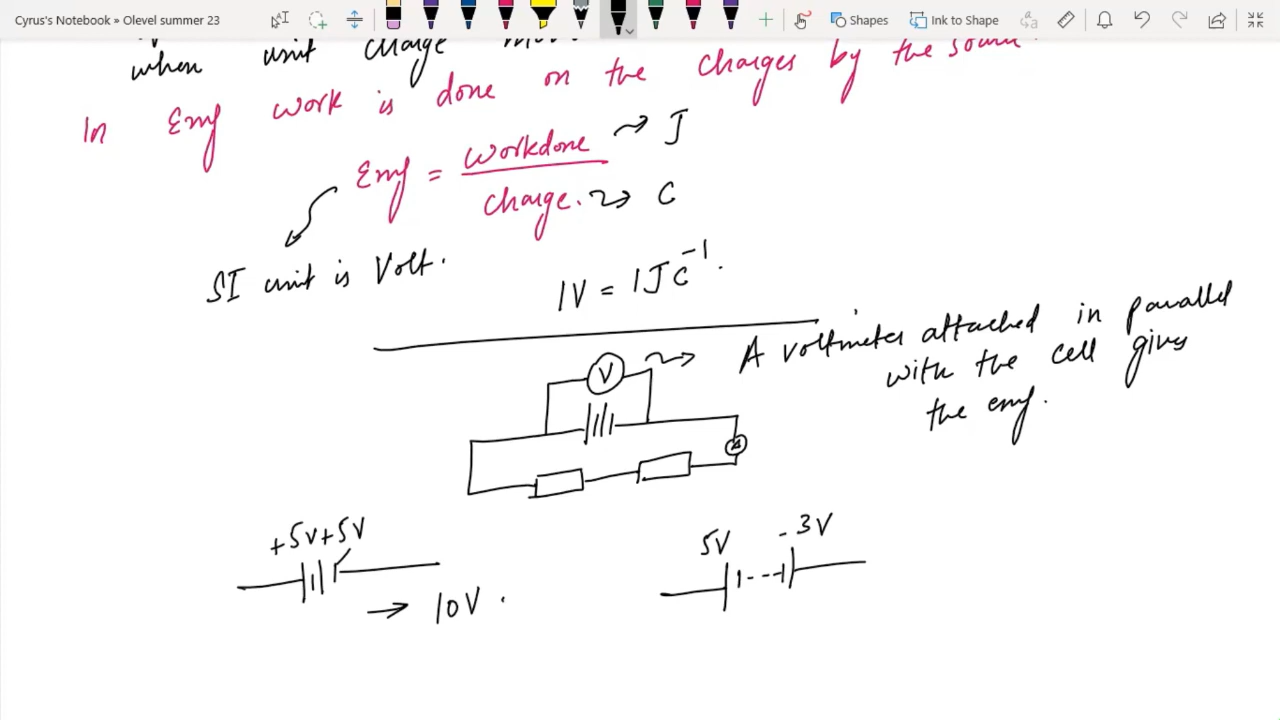 Cyrus's Notebook » Olevel summer 23
Shapes
Ink to Shape
when unit charge
In Emf work is done on the charges by the source.
Emf = workdone → J
charge. → C
SI unit is Volt.
1V = 1JC⁻¹.
A voltmeter attached in parallel
with the cell gives
the emf.
V
A
+5V+5V
→ 10V.
5V -3V